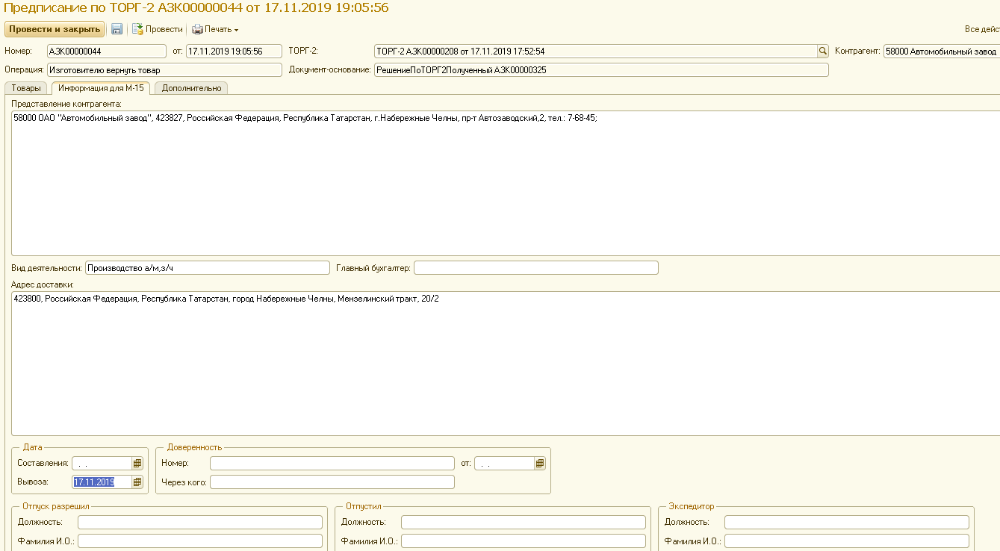 Предписание по ТОРГ-2 АЗК00000044 от 17.11.2019 19:05:56
Провести и закрыть Провести Печать Все дейс
Номер: АЗК00000044 от: 17.11.2019 19:05:56 ТОРГ-2: ТОРГ-2 АЗК00000208 от 17.11.2019 17:52:54 Контрагент: 58000 Автомобильный завод
Операция: Изготовителю вернуть товар Документ-основание: РешениеПоТОРГ2Полученный АЗК00000325
Товары Информация для М-15 Дополнительно
Представление контрагента:
58000 ОАО "Автомобильный завод", 423827, Российская Федерация, Республика Татарстан, г.Набережные Челны, пр-т Автозаводский,2, тел.: 7-68-45;
Вид деятельности: Производство а/м,з/ч Главный бухгалтер:
Адрес доставки:
423800, Российская Федерация, Республика Татарстан, город Набережные Челны, Мензелинский тракт, 20/2
Дата Доверенность
Составления: . . Номер: от: . .
Вывоза: 17.11.2019 Через кого:
Отпуск разрешил Отпустил Экспедитор
Должность: Должность: Должность:
Фамилия И.О.: Фамилия И.О.: Фамилия И.О.: